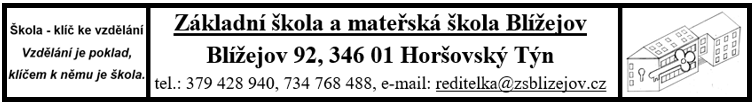 Škola - klíč ke vzdělání
Vzdělání je poklad,
klíčem k němu je škola.
Základní škola a mateřská škola Blížejov
Blížejov 92, 346 01 Horšovský Týn
tel.: 379 428 940, 734 768 488, e-mail: reditelka@zsblizejov.cz